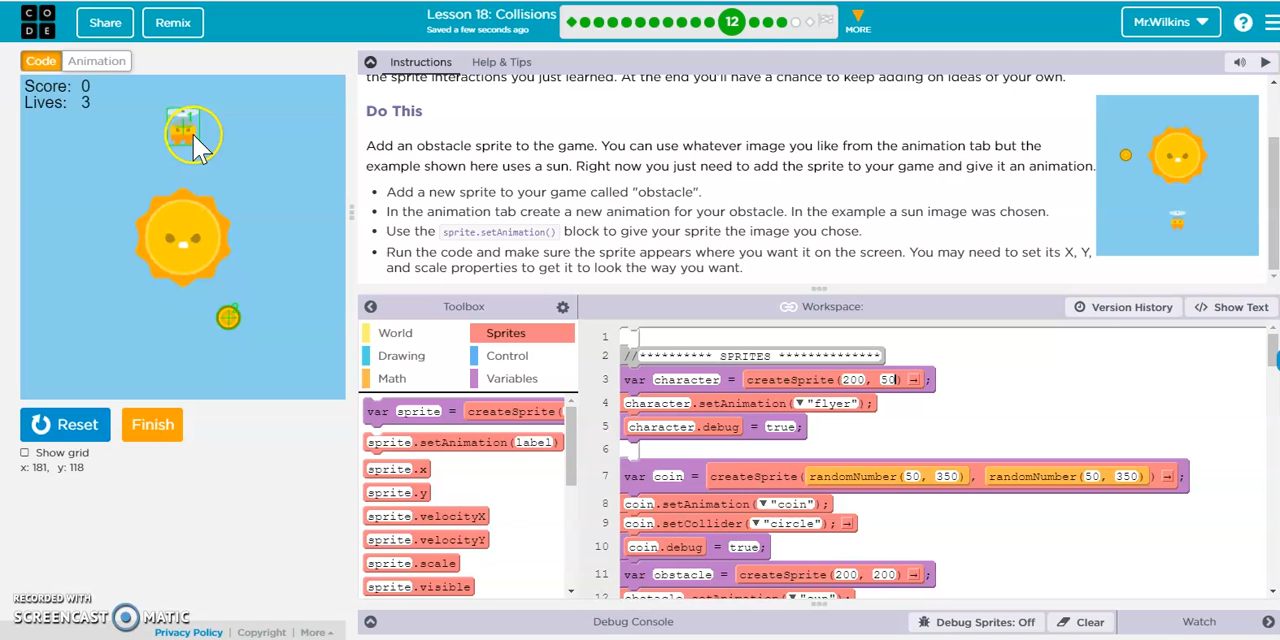 C O
D E
Share
Remix
Lesson 18: Collisions
Saved a few seconds ago
12
MORE
Mr.Wilkins
?
Code
Animation
Score: 0
Lives: 3
Reset
Finish
Show grid
x: 181, y: 118
RECORDED WITH
SCREENCAST MATIC
Privacy Policy | Copyright | More
Instructions
Help & Tips
the sprite interactions you just learned. At the end you'll have a chance to keep adding on ideas of your own.
Do This
Add an obstacle sprite to the game. You can use whatever image you like from the animation tab but the
example shown here uses a sun. Right now you just need to add the sprite to your game and give it an animation.
• Add a new sprite to your game called "obstacle".
• In the animation tab create a new animation for your obstacle. In the example a sun image was chosen.
• Use the sprite.setAnimation() block to give your sprite the image you chose.
• Run the code and make sure the sprite appears where you want it on the screen. You may need to set its X, Y,
and scale properties to get it to look the way you want.
Toolbox
World
Sprites
Drawing
Control
Math
Variables
var sprite = createSprite(
sprite.setAnimation(label)
sprite.x
sprite.y
sprite.velocityX
sprite.velocityY
sprite.scale
sprite.visible
Workspace:
Version History
</> Show Text
1
2 //********** SPRITES **************
3 var character = createSprite(200, 50);
4 character.setAnimation("flyer");
5 character.debug = true;
6
7 var coin = createSprite(randomNumber(50, 350), randomNumber(50, 350));
8 coin.setAnimation("coin");
9 coin.setCollider("circle");
10 coin.debug = true;
11 var obstacle = createSprite(200, 200);
12 obstacle.setAnimation("sun");
Debug Console
Debug Sprites: Off
Clear
Watch